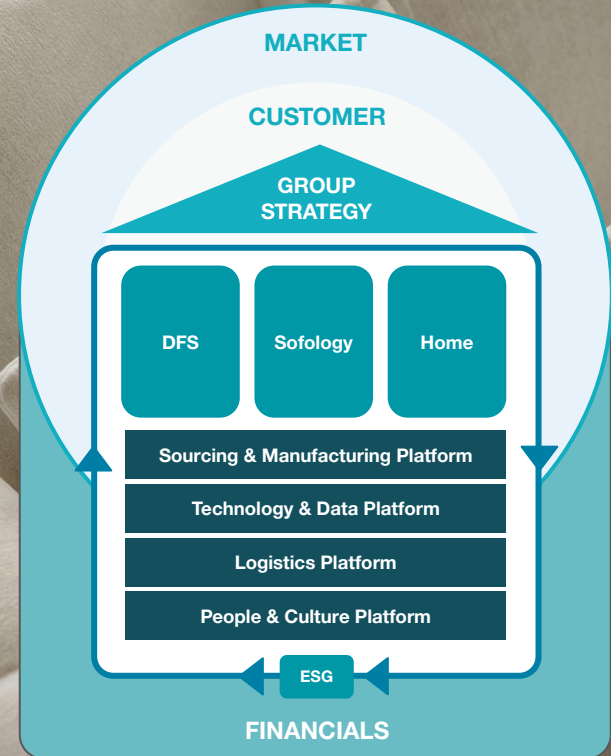 MARKET
CUSTOMER
GROUP
STRATEGY
DFS
Sofology
Home
Sourcing & Manufacturing Platform
Technology & Data Platform
Logistics Platform
People & Culture Platform
ESG
FINANCIALS